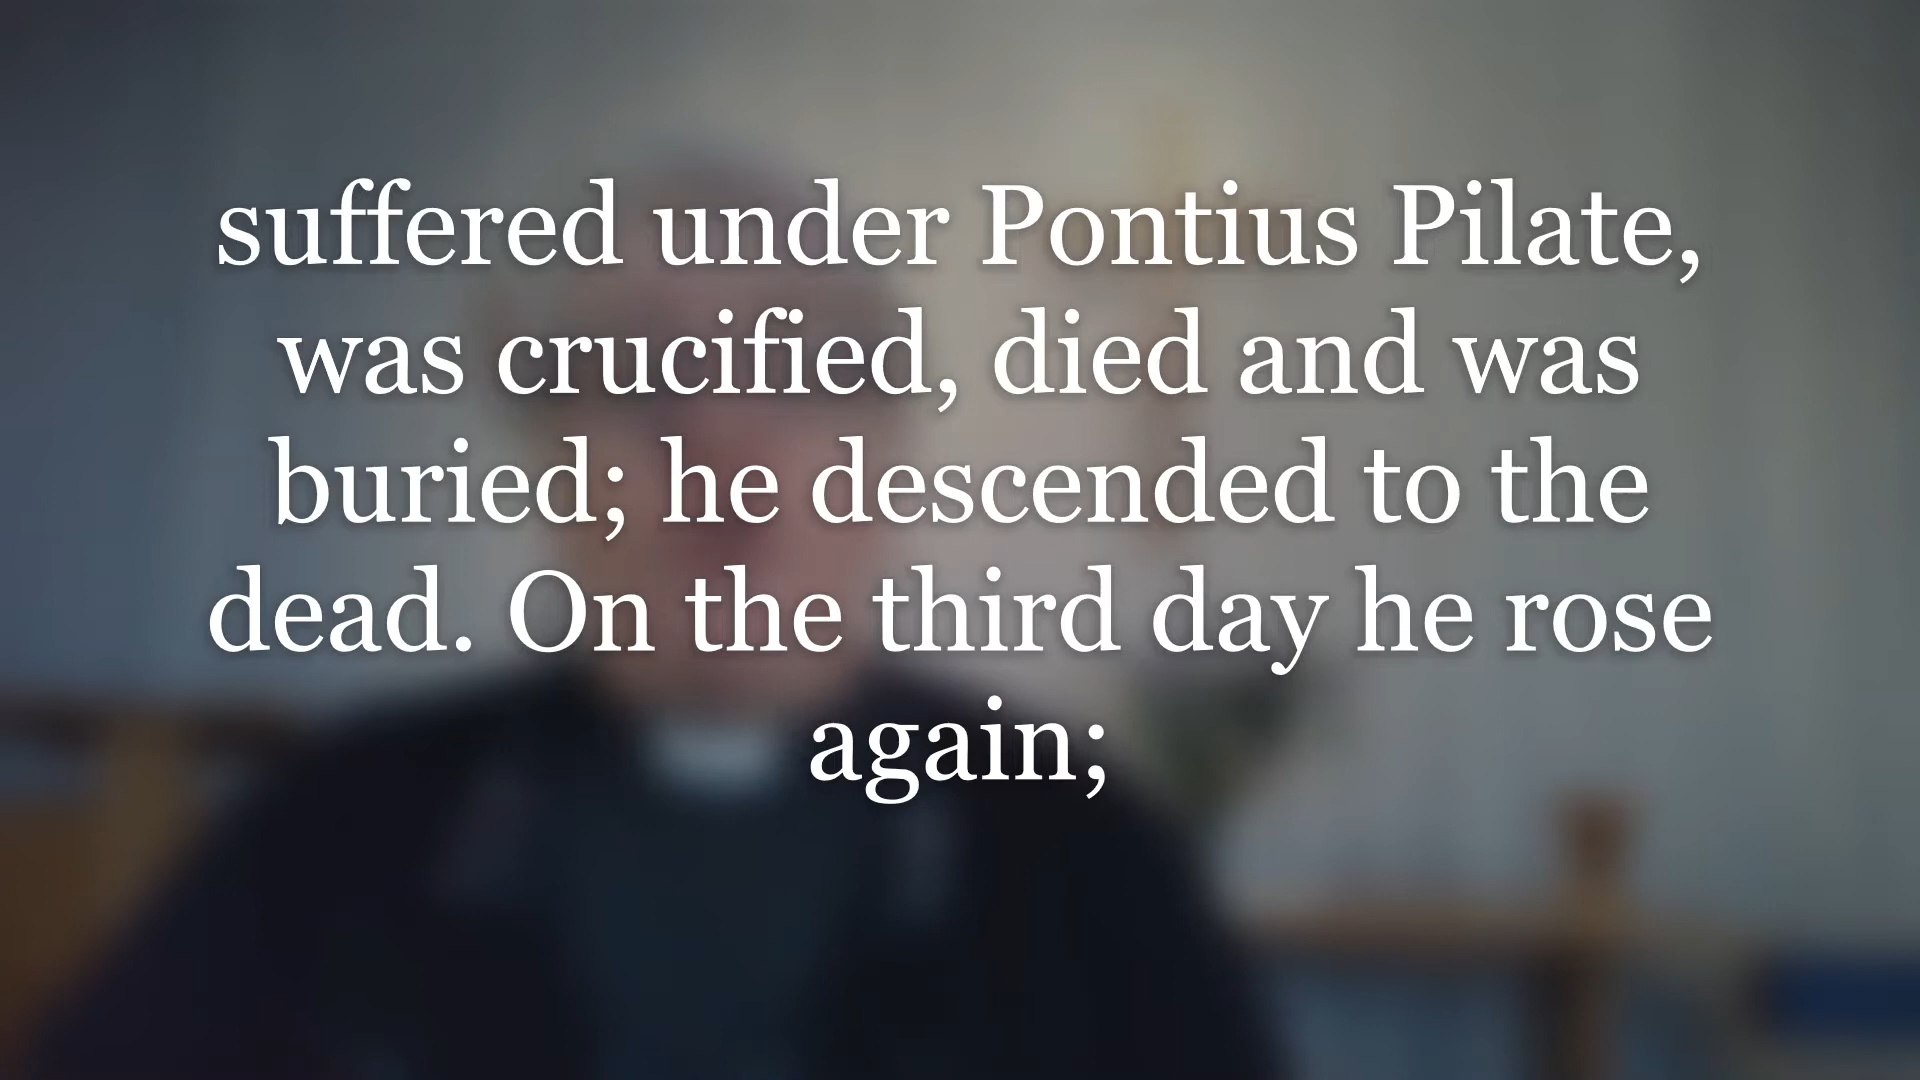 suffered under Pontius Pilate,
was crucified, died and was
buried; he descended to the
dead. On the third day he rose
again;